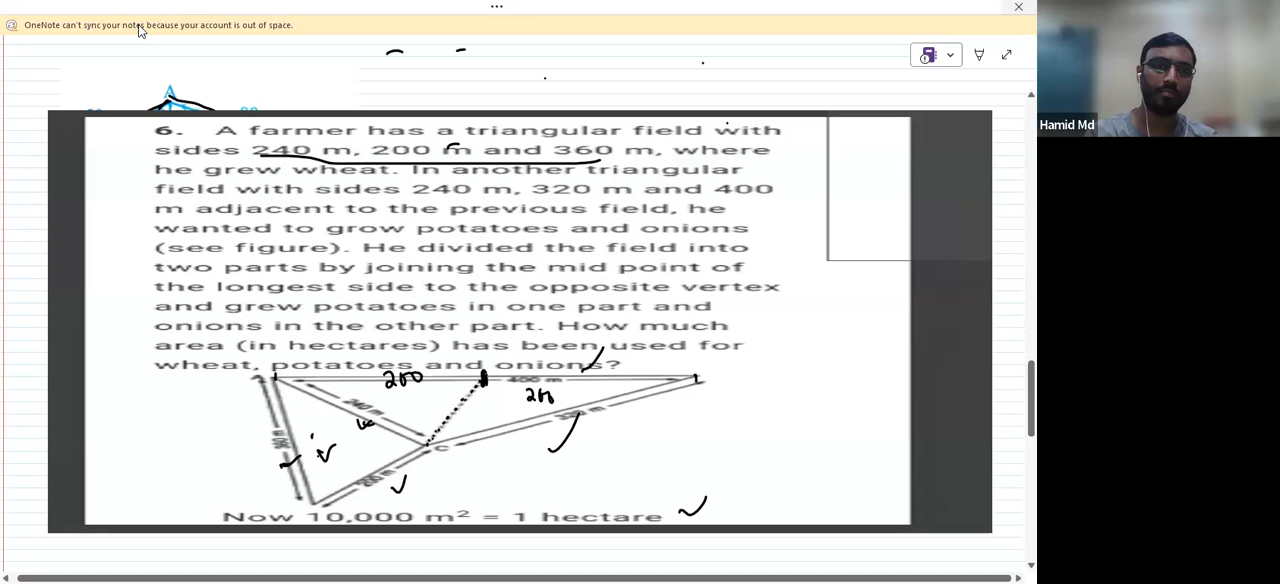 OneNote can't sync your notes because your account is out of space.
A
6. A farmer has a triangular field with
sides 240 m, 200 m and 360 m, where
he grew wheat. In another triangular
field with sides 240 m, 320 m and 400
m adjacent to the previous field, he
wanted to grow potatoes and onions
(see figure). He divided the field into
two parts by joining the mid point of
the longest side to the opposite vertex
and grew potatoes in one part and
onions in the other part. How much
area (in hectares) has been used for
wheat, potatoes and onions?
200
400 m
200
240 m
320 m
360 m
C
200 m
Now 10,000 m² = 1 hectare
Hamid Md